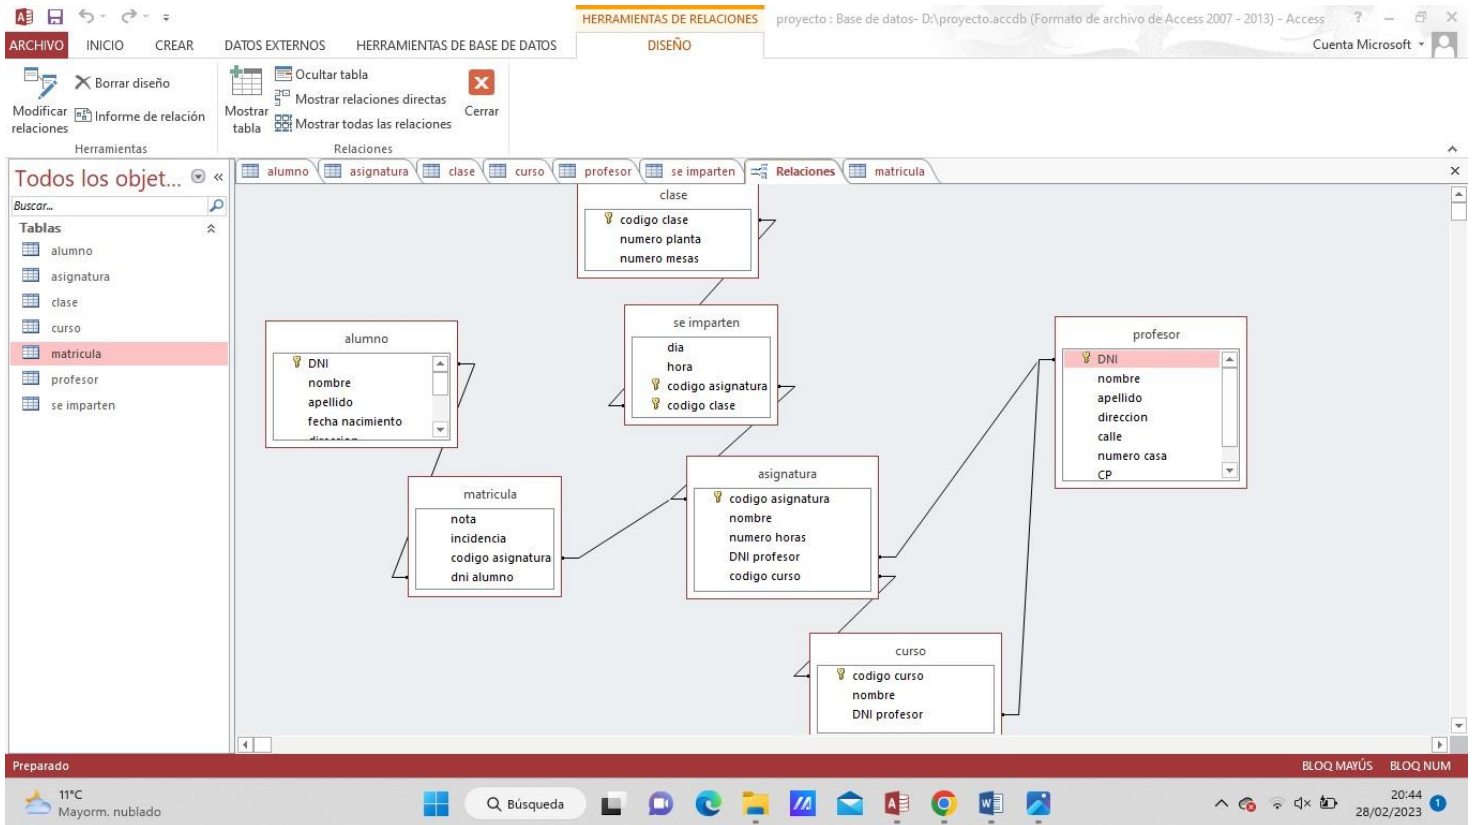 HERRAMIENTAS DE RELACIONES
proyecto : Base de datos- D:\proyecto.accdb (Formato de archivo de Access 2007 - 2013) - Access
?
ARCHIVO INICIO CREAR DATOS EXTERNOS HERRAMIENTAS DE BASE DE DATOS DISEÑO
Cuenta Microsoft
Modificar relaciones
Borrar diseño
Informe de relación
Herramientas
Mostrar tabla
Ocultar tabla
Mostrar relaciones directas
Mostrar todas las relaciones
Cerrar
Relaciones
Todos los objet...
Buscar...
Tablas
alumno
asignatura
clase
curso
matricula
profesor
se imparten
alumno asignatura clase curso profesor se imparten Relaciones matricula
clase
codigo clase
numero planta
numero mesas
se imparten
dia
hora
codigo asignatura
codigo clase
alumno
DNI
nombre
apellido
fecha nacimiento
direccion
profesor
DNI
nombre
apellido
direccion
calle
numero casa
CP
matricula
nota
incidencia
codigo asignatura
dni alumno
asignatura
codigo asignatura
nombre
numero horas
DNI profesor
codigo curso
curso
codigo curso
nombre
DNI profesor
Preparado
BLOQ MAYÚS BLOQ NUM
11°C
Mayorm. nublado
Búsqueda
20:44
28/02/2023
1